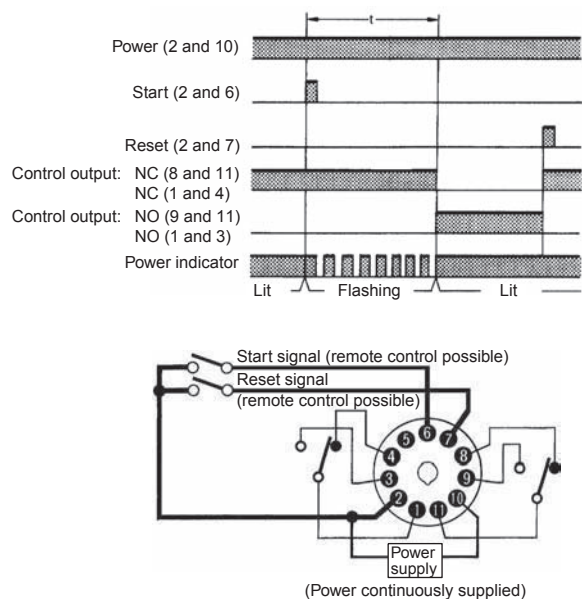 t
Power (2 and 10)
Start (2 and 6)
Reset (2 and 7)
Control output: NC (8 and 11)
NC (1 and 4)
Control output: NO (9 and 11)
NO (1 and 3)
Power indicator
Lit Flashing Lit
Start signal (remote control possible)
Reset signal
(remote control possible)
6
5 7
4 8
3 9
2 10
1 11
Power
supply
(Power continuously supplied)